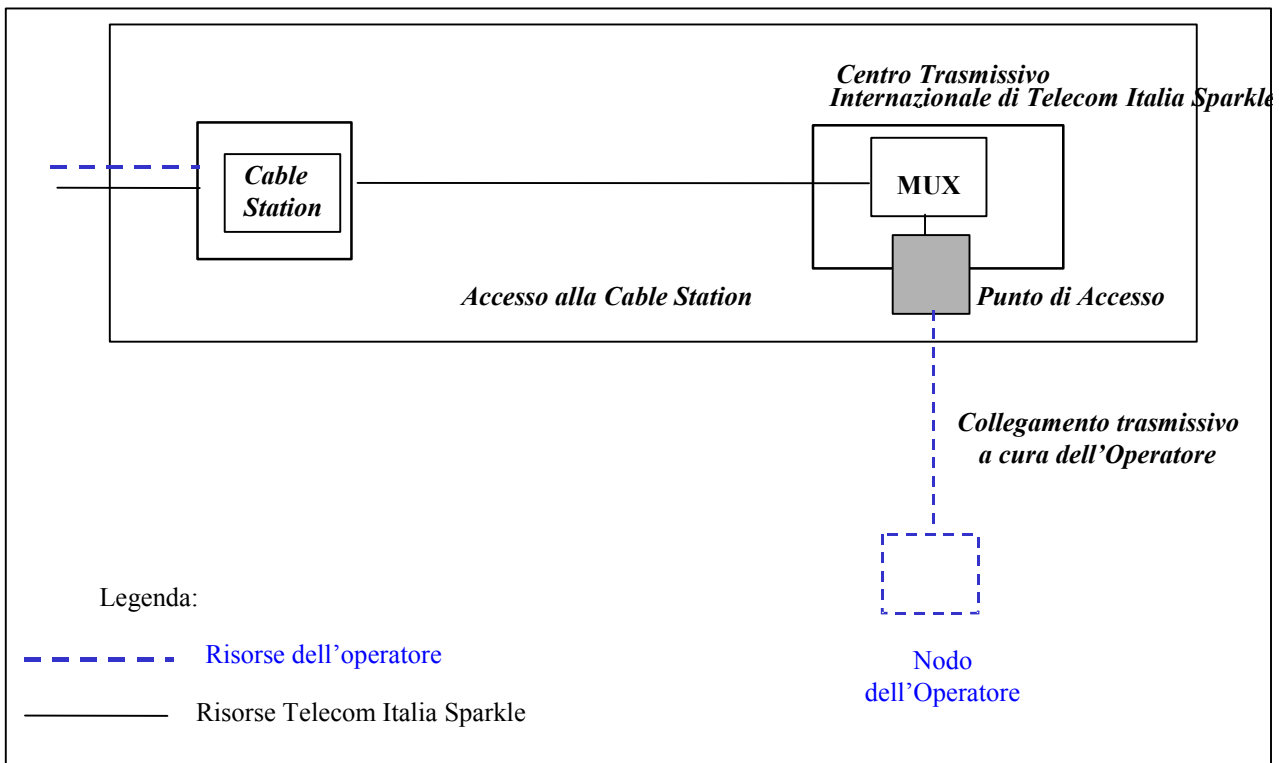 Centro Trasmissivo
Internazionale di Telecom Italia Sparkle
Cable
Station
MUX
Accesso alla Cable Station
Punto di Accesso
Collegamento trasmissivo
a cura dell’Operatore
Legenda:
Risorse dell’operatore
Nodo
dell’Operatore
Risorse Telecom Italia Sparkle